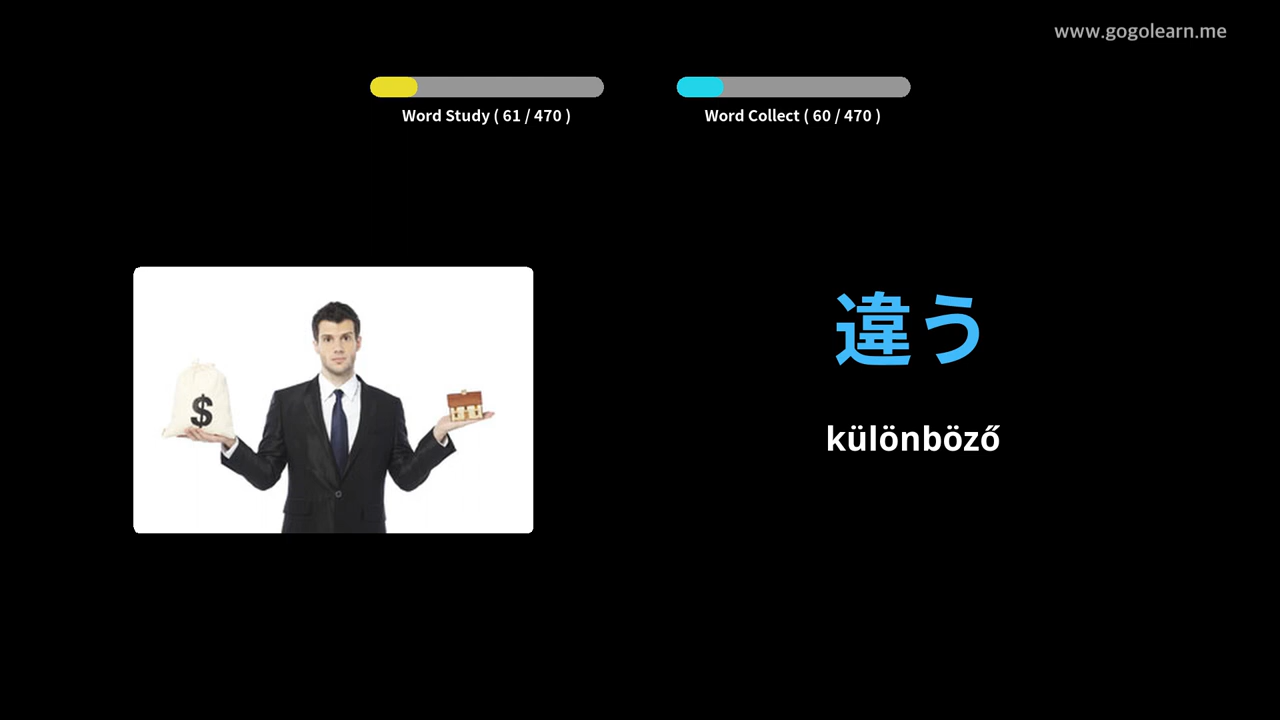 www.gogolearn.me
Word Study ( 61 / 470 )
Word Collect ( 60 / 470 )
$
違う
különböző